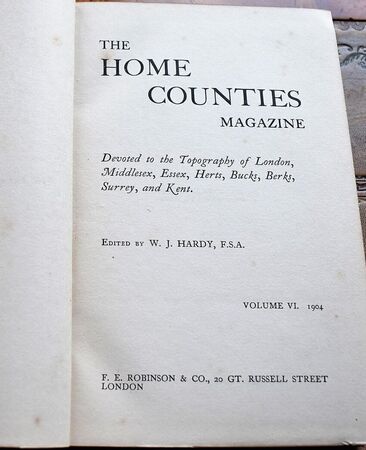 THE
HOME
COUNTIES
MAGAZINE
Devoted to the Topography of London,
Middlesex, Essex, Herts, Bucks, Berks,
Surrey, and Kent.
EDITED BY W. J. HARDY, F.S.A.
VOLUME VI. 1904
F. E. ROBINSON & CO., 20 GT. RUSSELL STREET
LONDON